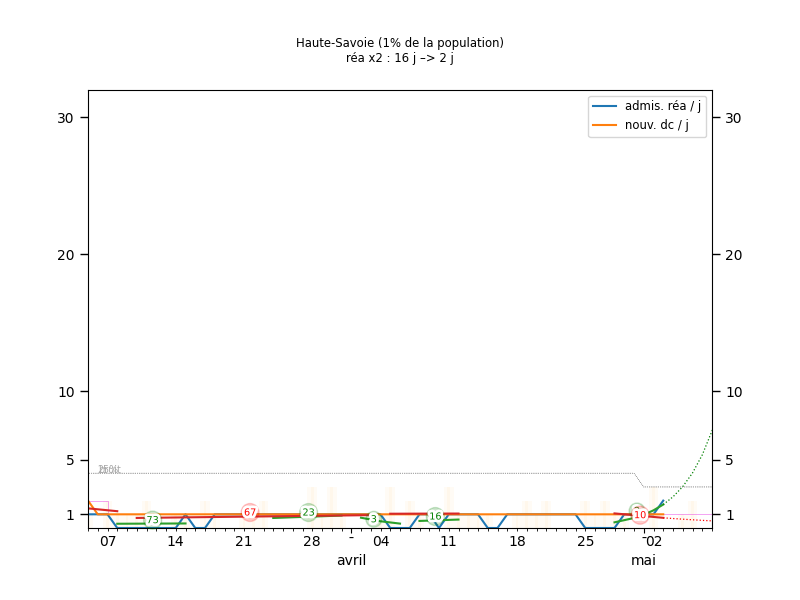 Haute-Savoie (1% de la population)
réa x2 : 16 j –> 2 j
admis. réa / j
nouv. dc / j
30 30
20 20
10 10
5 5
1 1
73 67 23 3 16 10
07 14 21 28 - 04 11 18 25 - 02
avril mai